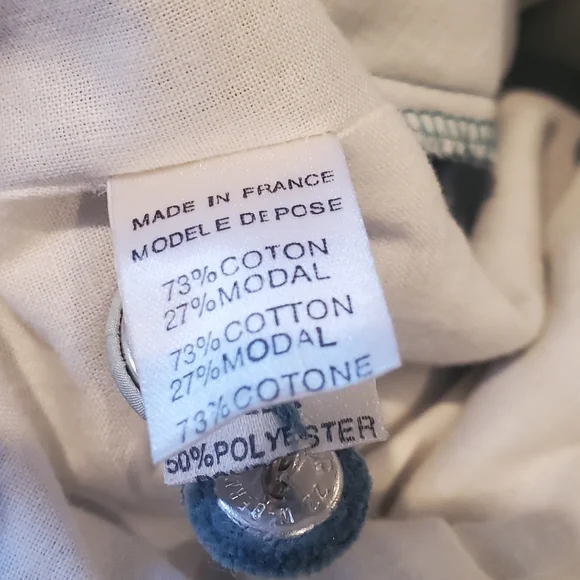 MADE IN FRANCE
MODELE DEPOSE
73%COTON
27%MODAL
73%COTTON
27%MODAL
73%COTONE
50%POLYESTER